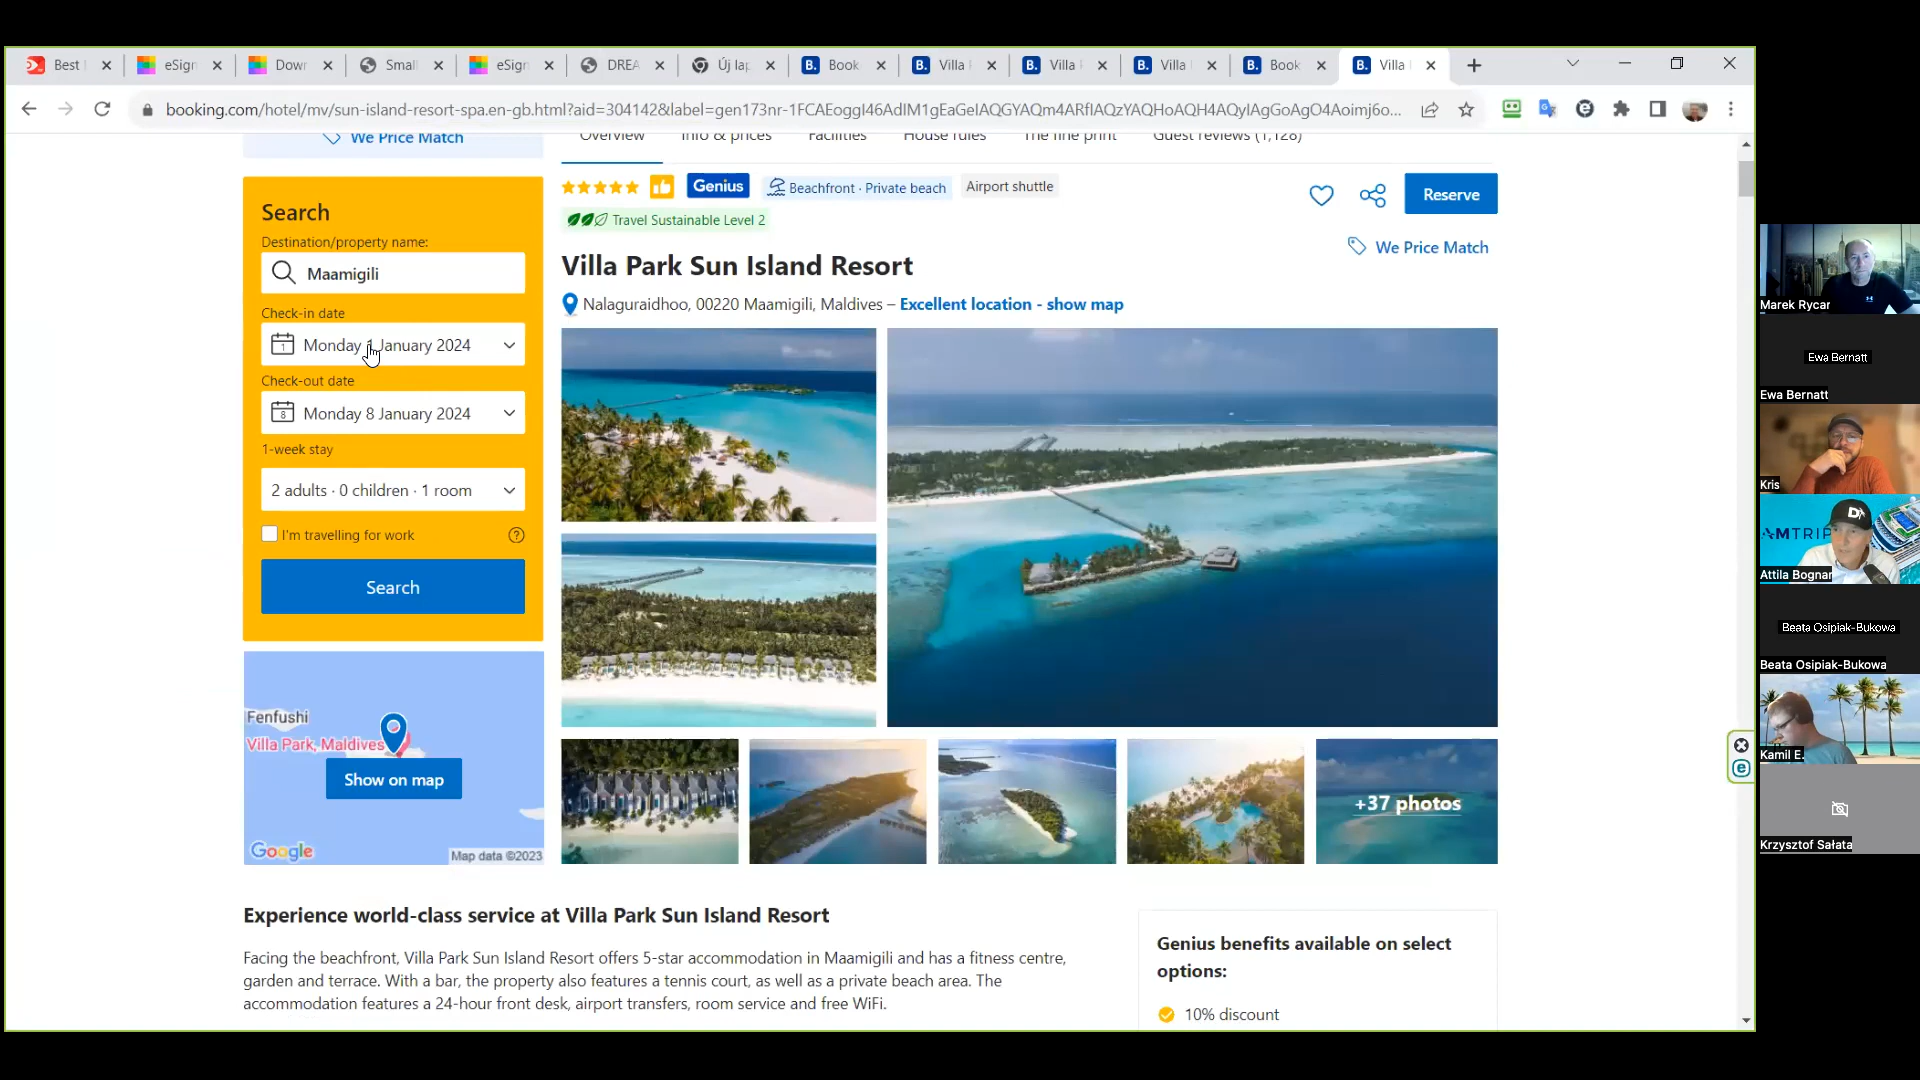 Best
eSign
Down
Small
eSign
DREA
Új lap
B. Book
B. Villa
B. Villa
B. Villa
B. Book
B. Villa
booking.com/hotel/mv/sun-island-resort-spa.en-gb.html?aid=304142&label=gen173nr-1FCAEoggI46AdIM1gEaGeIAQGYAQm4ARfIAQzYAQHoAQH4AQyIAgGoAgO4Aoimj6o...
We Price Match
Overview
Info & prices
Facilities
House rules
The fine print
Guest reviews (1,128)
Genius
Beachfront · Private beach
Airport shuttle
Travel Sustainable Level 2
Reserve
We Price Match
Villa Park Sun Island Resort
Nalaguraidhoo, 00220 Maamigili, Maldives – Excellent location - show map
Search
Destination/property name:
Maamigili
Check-in date
1
Monday 1 January 2024
Check-out date
8
Monday 8 January 2024
1-week stay
2 adults · 0 children · 1 room
I'm travelling for work
Search
Fenfushi
Villa Park, Maldives
Show on map
Google
Map data ©2023
+37 photos
Experience world-class service at Villa Park Sun Island Resort
Facing the beachfront, Villa Park Sun Island Resort offers 5-star accommodation in Maamigili and has a fitness centre,
garden and terrace. With a bar, the property also features a tennis court, as well as a private beach area. The
accommodation features a 24-hour front desk, airport transfers, room service and free WiFi.
Genius benefits available on select
options:
10% discount
Marek Rycar
Ewa Bernatt
Ewa Bernatt
Kris
AMTRIP
Attila Bognar
Beata Osipiak-Bukowa
Beata Osipiak-Bukowa
Kamil E.
Krzysztof Sałata